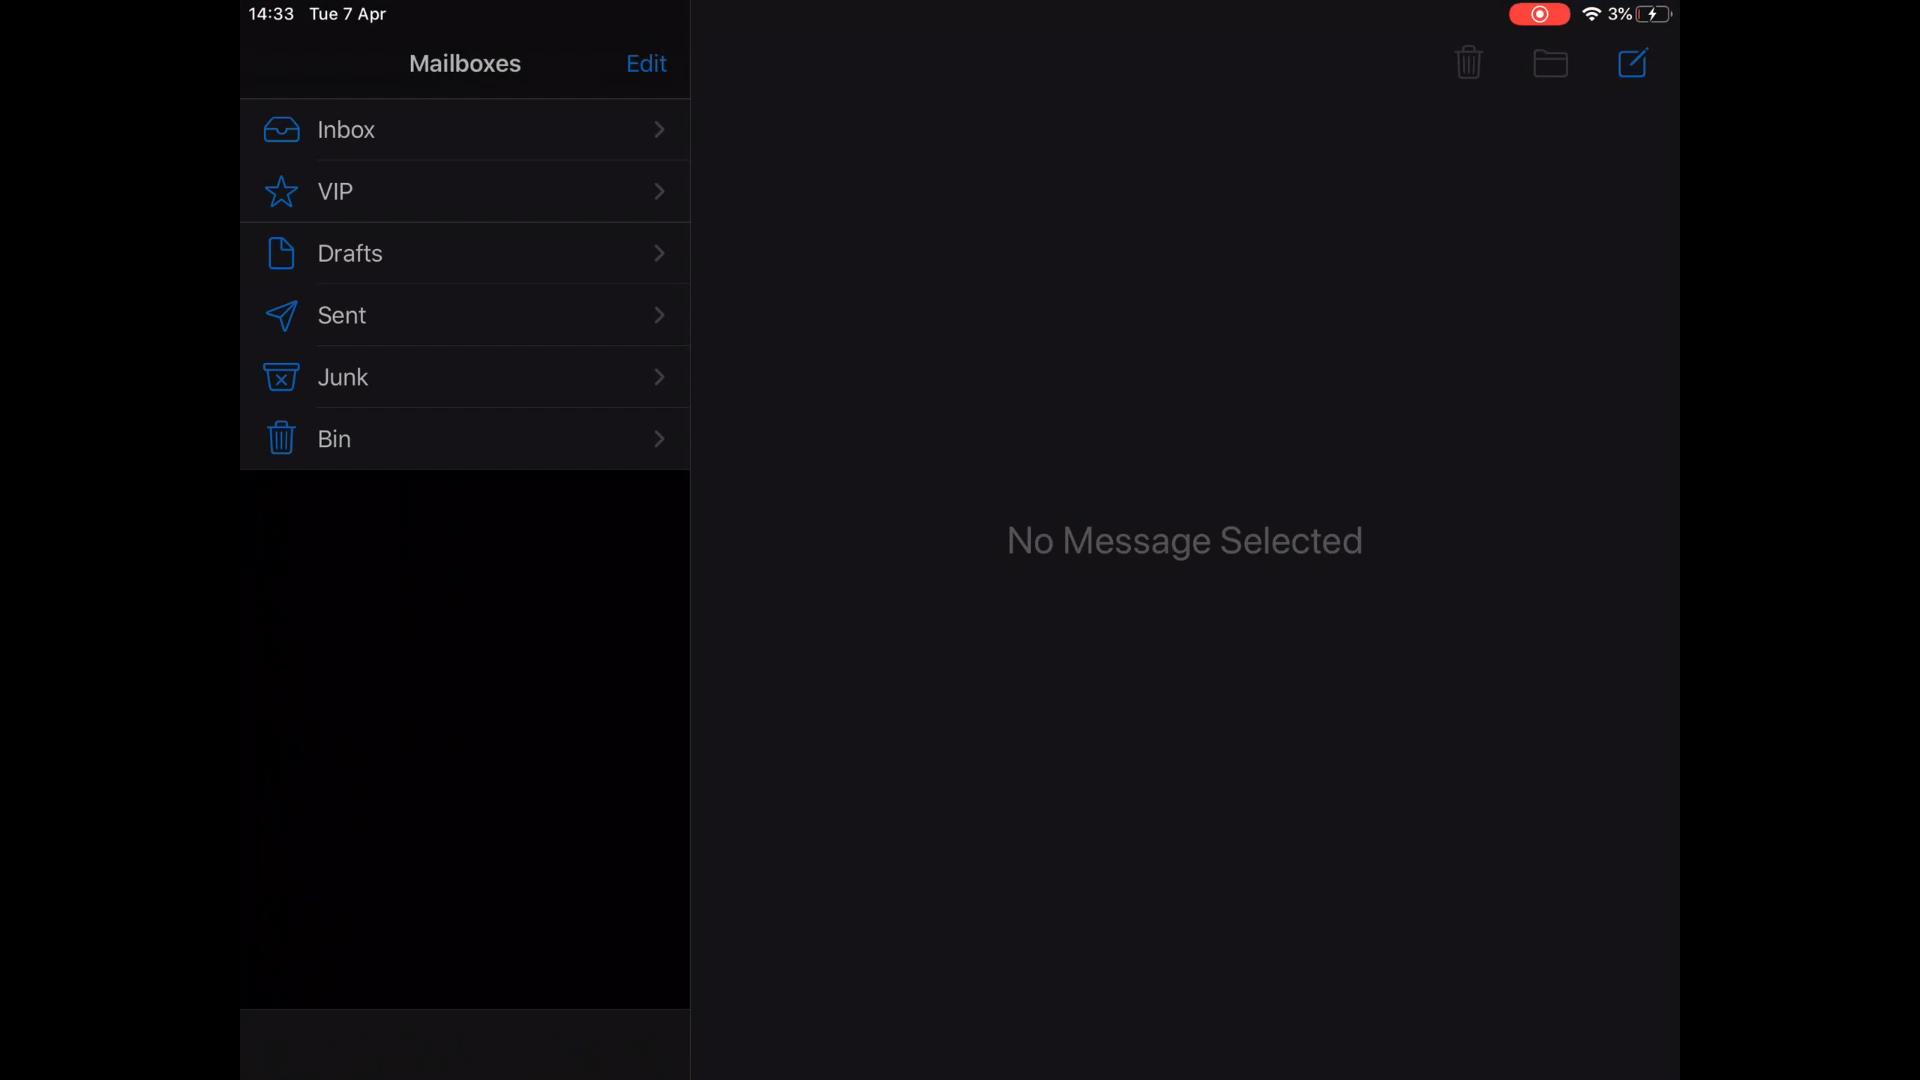 14:33 Tue 7 Apr
3%
Mailboxes
Edit
Inbox
VIP
Drafts
Sent
Junk
Bin
No Message Selected